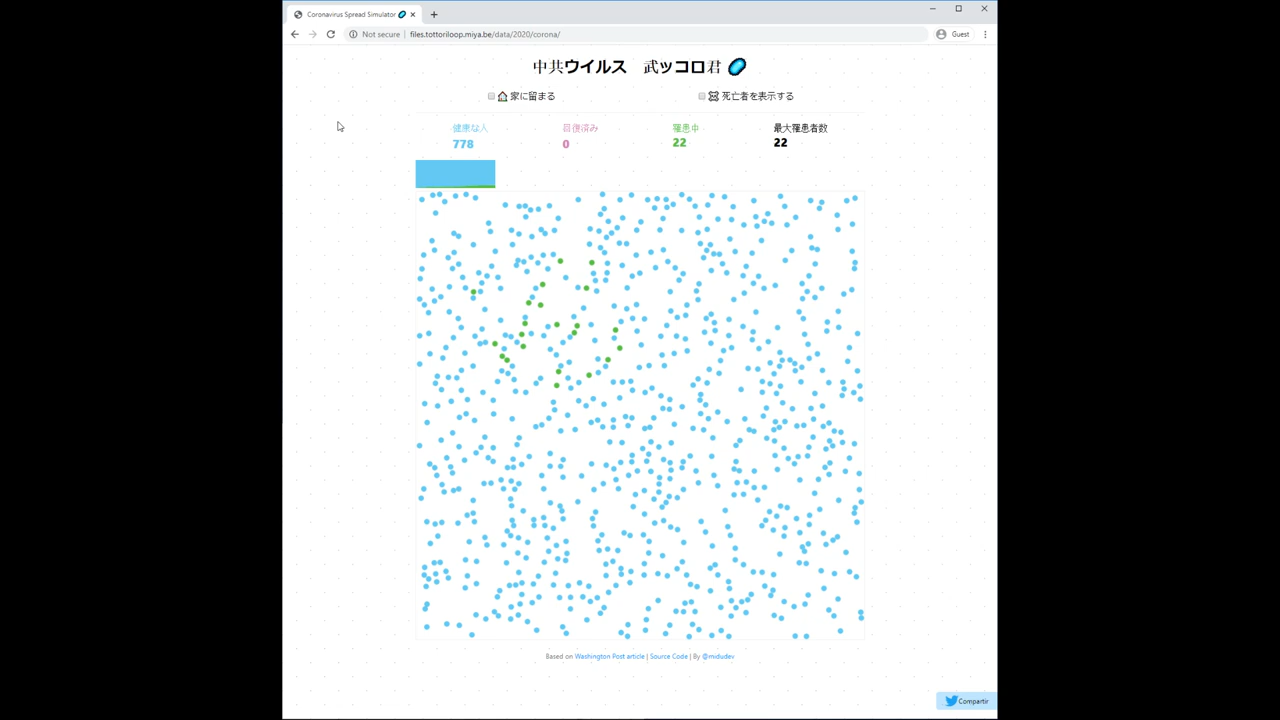 Coronavirus Spread Simulator
Not secure | files.tottoriloop.miya.be/data/2020/corona/
Guest
中共ウイルス 武ッコロ君
家に留まる
死亡者を表示する
健康な人 回復済み 罹患中 最大罹患者数
778 0 22 22
Based on Washington Post article | Source Code | By @midudev
Compartir